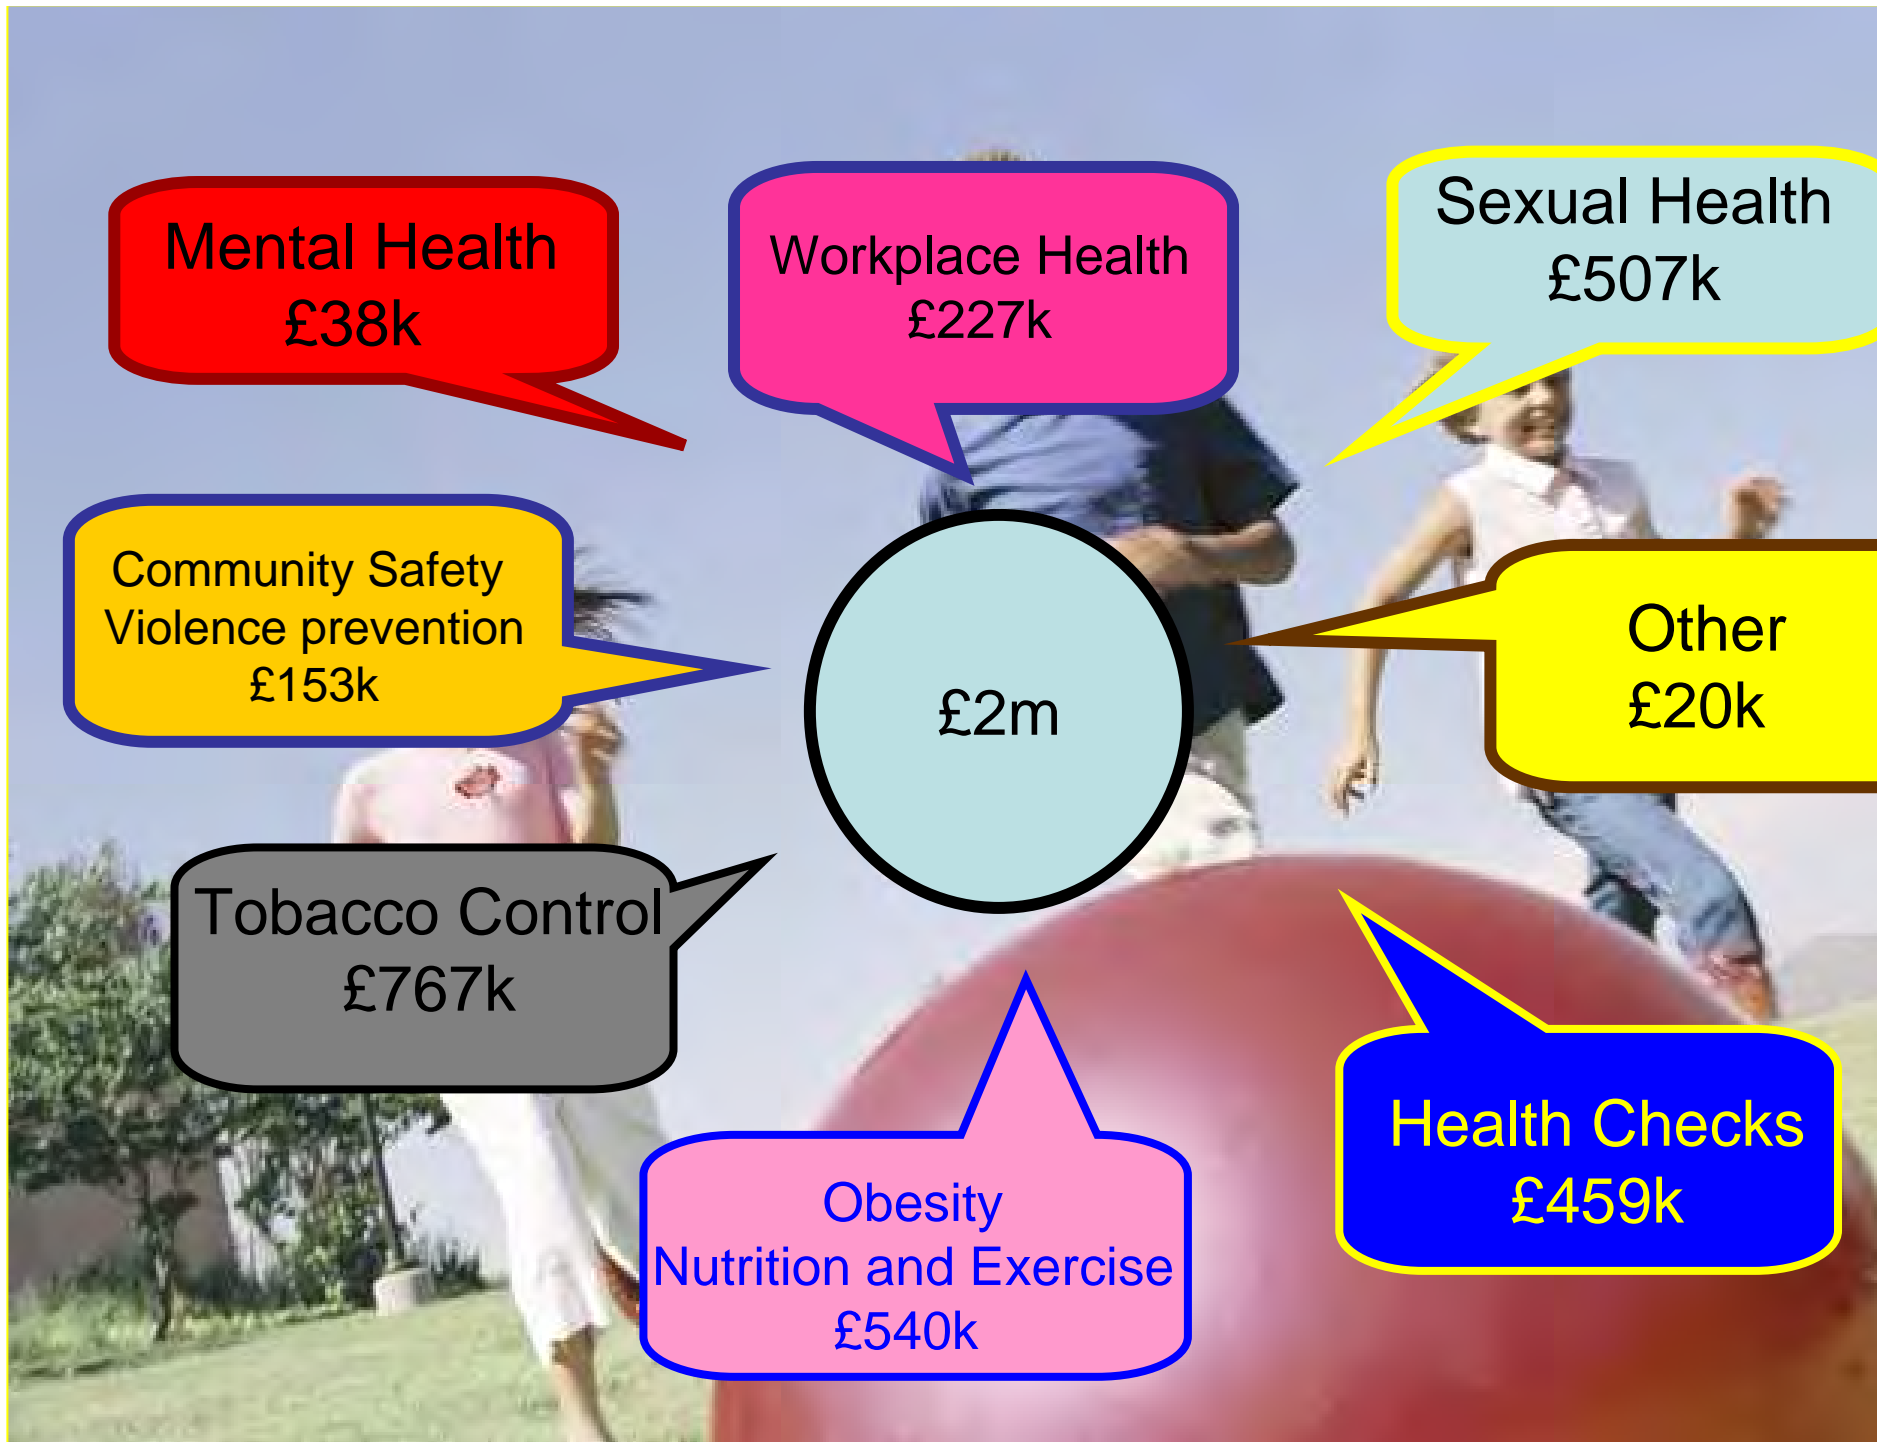 Mental Health
£38k
Workplace Health
£227k
Sexual Health
£507k
Community Safety
Violence prevention
£153k
£2m
Other
£20k
Tobacco Control
£767k
Obesity
Nutrition and Exercise
£540k
Health Checks
£459k